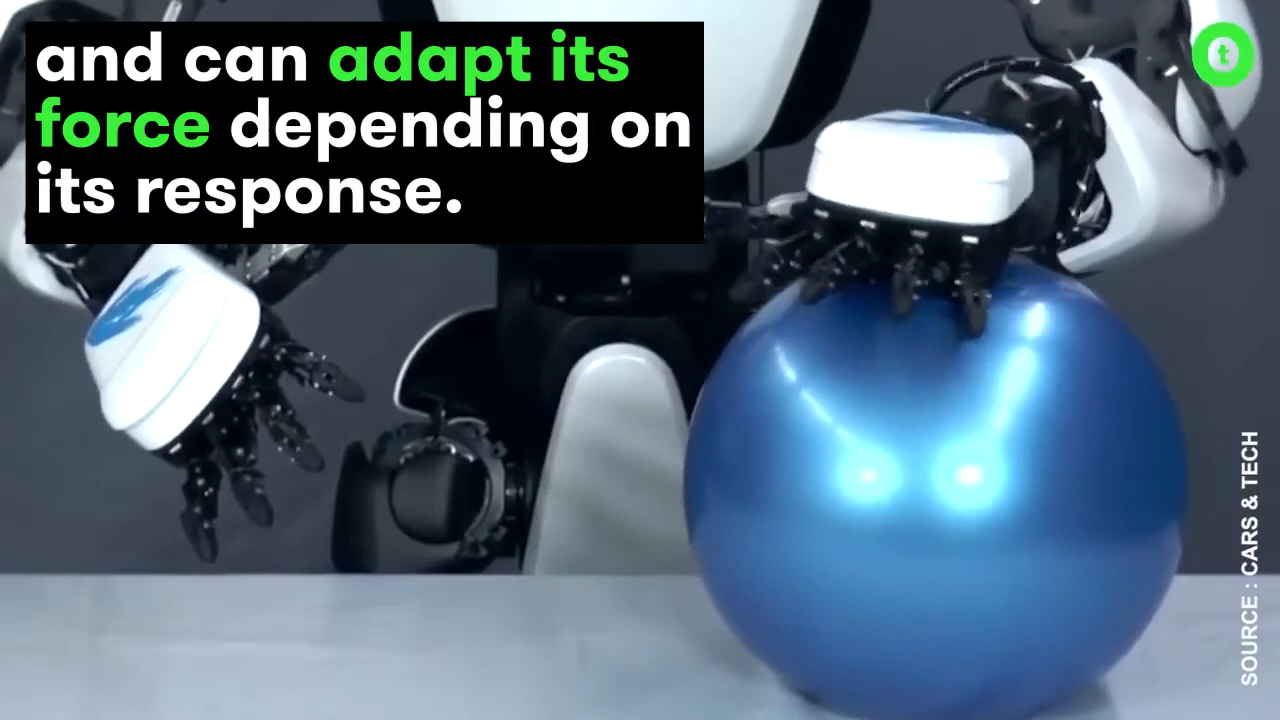 and can adapt its
force depending on
its response.
t
SOURCE : CARS & TECH